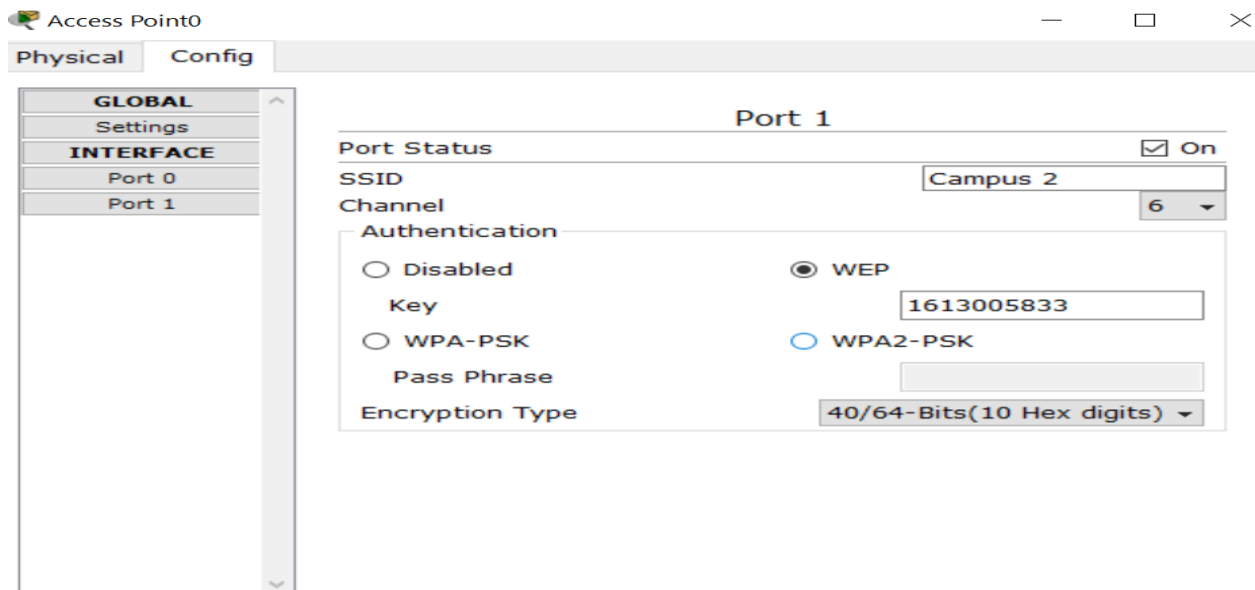 Access Point0
Physical Config
GLOBAL
Settings
INTERFACE
Port 0
Port 1
Port 1
Port Status On
SSID Campus 2
Channel 6
Authentication
Disabled WEP
Key 1613005833
WPA-PSK WPA2-PSK
Pass Phrase
Encryption Type 40/64-Bits(10 Hex digits)